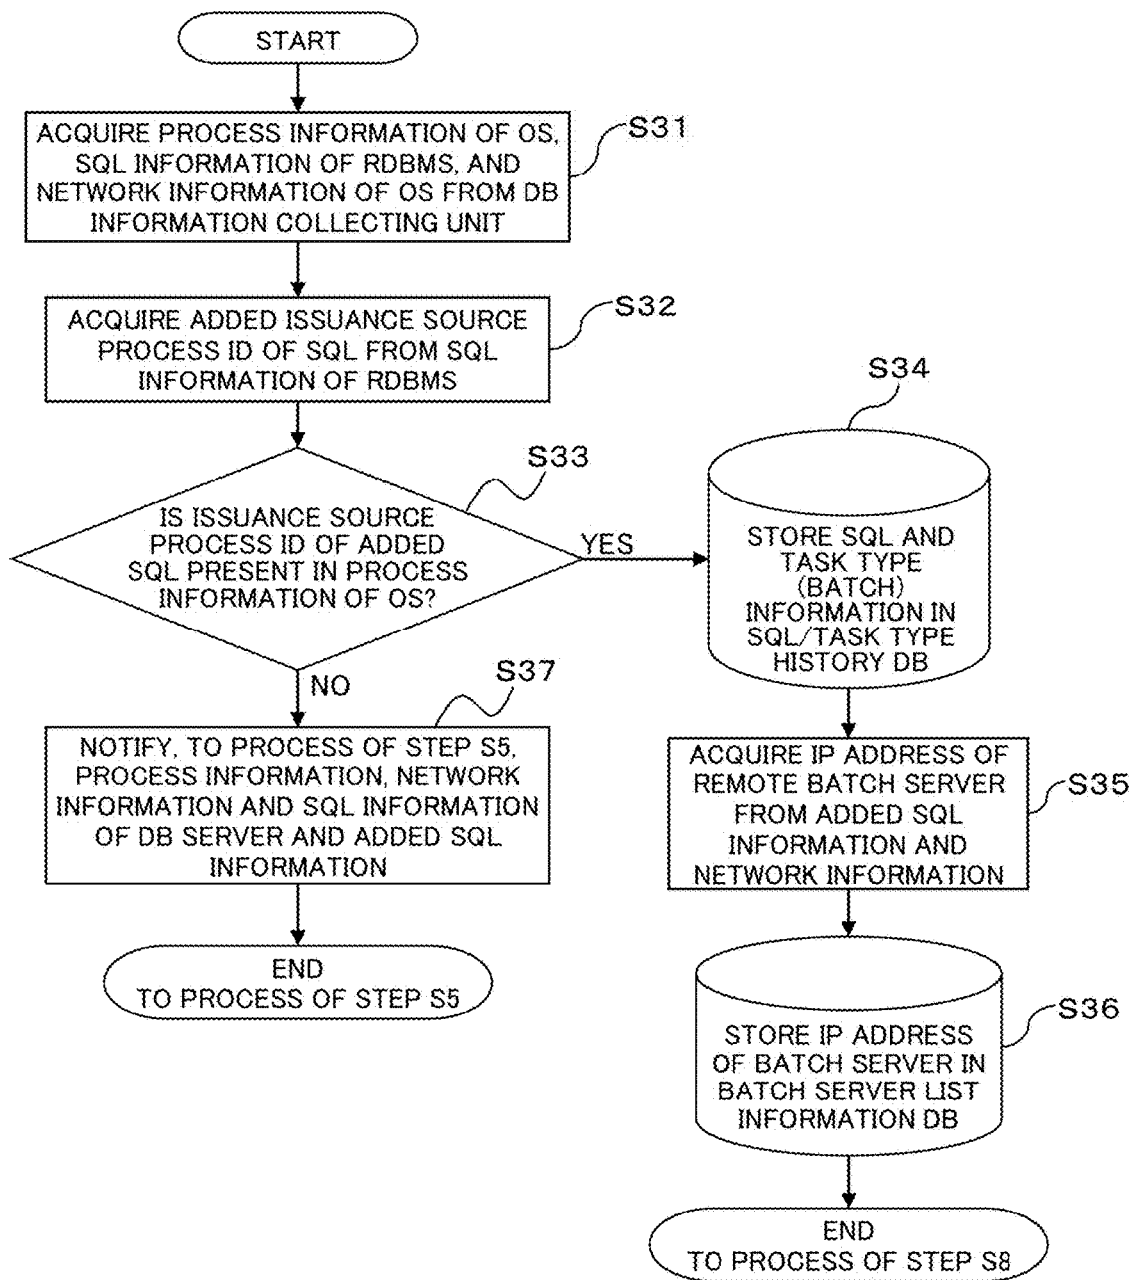 START
S31
ACQUIRE PROCESS INFORMATION OF OS,
SQL INFORMATION OF RDBMS, AND
NETWORK INFORMATION OF OS FROM DB
INFORMATION COLLECTING UNIT
S32
ACQUIRE ADDED ISSUANCE SOURCE
PROCESS ID OF SQL FROM SQL
INFORMATION OF RDBMS
S33
IS ISSUANCE SOURCE
PROCESS ID OF ADDED
SQL PRESENT IN PROCESS
INFORMATION OF OS?
YES
NO
S34
STORE SQL AND
TASK TYPE
(BATCH)
INFORMATION IN
SQL/TASK TYPE
HISTORY DB
S37
NOTIFY, TO PROCESS OF STEP S5,
PROCESS INFORMATION, NETWORK
INFORMATION AND SQL INFORMATION
OF DB SERVER AND ADDED SQL
INFORMATION
END
TO PROCESS OF STEP S5
S35
ACQUIRE IP ADDRESS OF
REMOTE BATCH SERVER
FROM ADDED SQL
INFORMATION AND
NETWORK INFORMATION
S36
STORE IP ADDRESS
OF BATCH SERVER IN
BATCH SERVER LIST
INFORMATION DB
END
TO PROCESS OF STEP S8